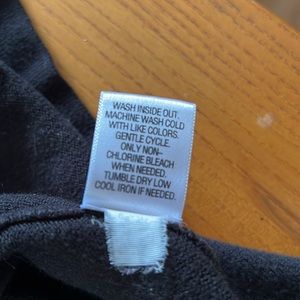 WASH INSIDE OUT.
MACHINE WASH COLD
WITH LIKE COLORS.
GENTLE CYCLE.
ONLY NON-
CHLORINE BLEACH
WHEN NEEDED.
TUMBLE DRY LOW
COOL IRON IF NEEDED.